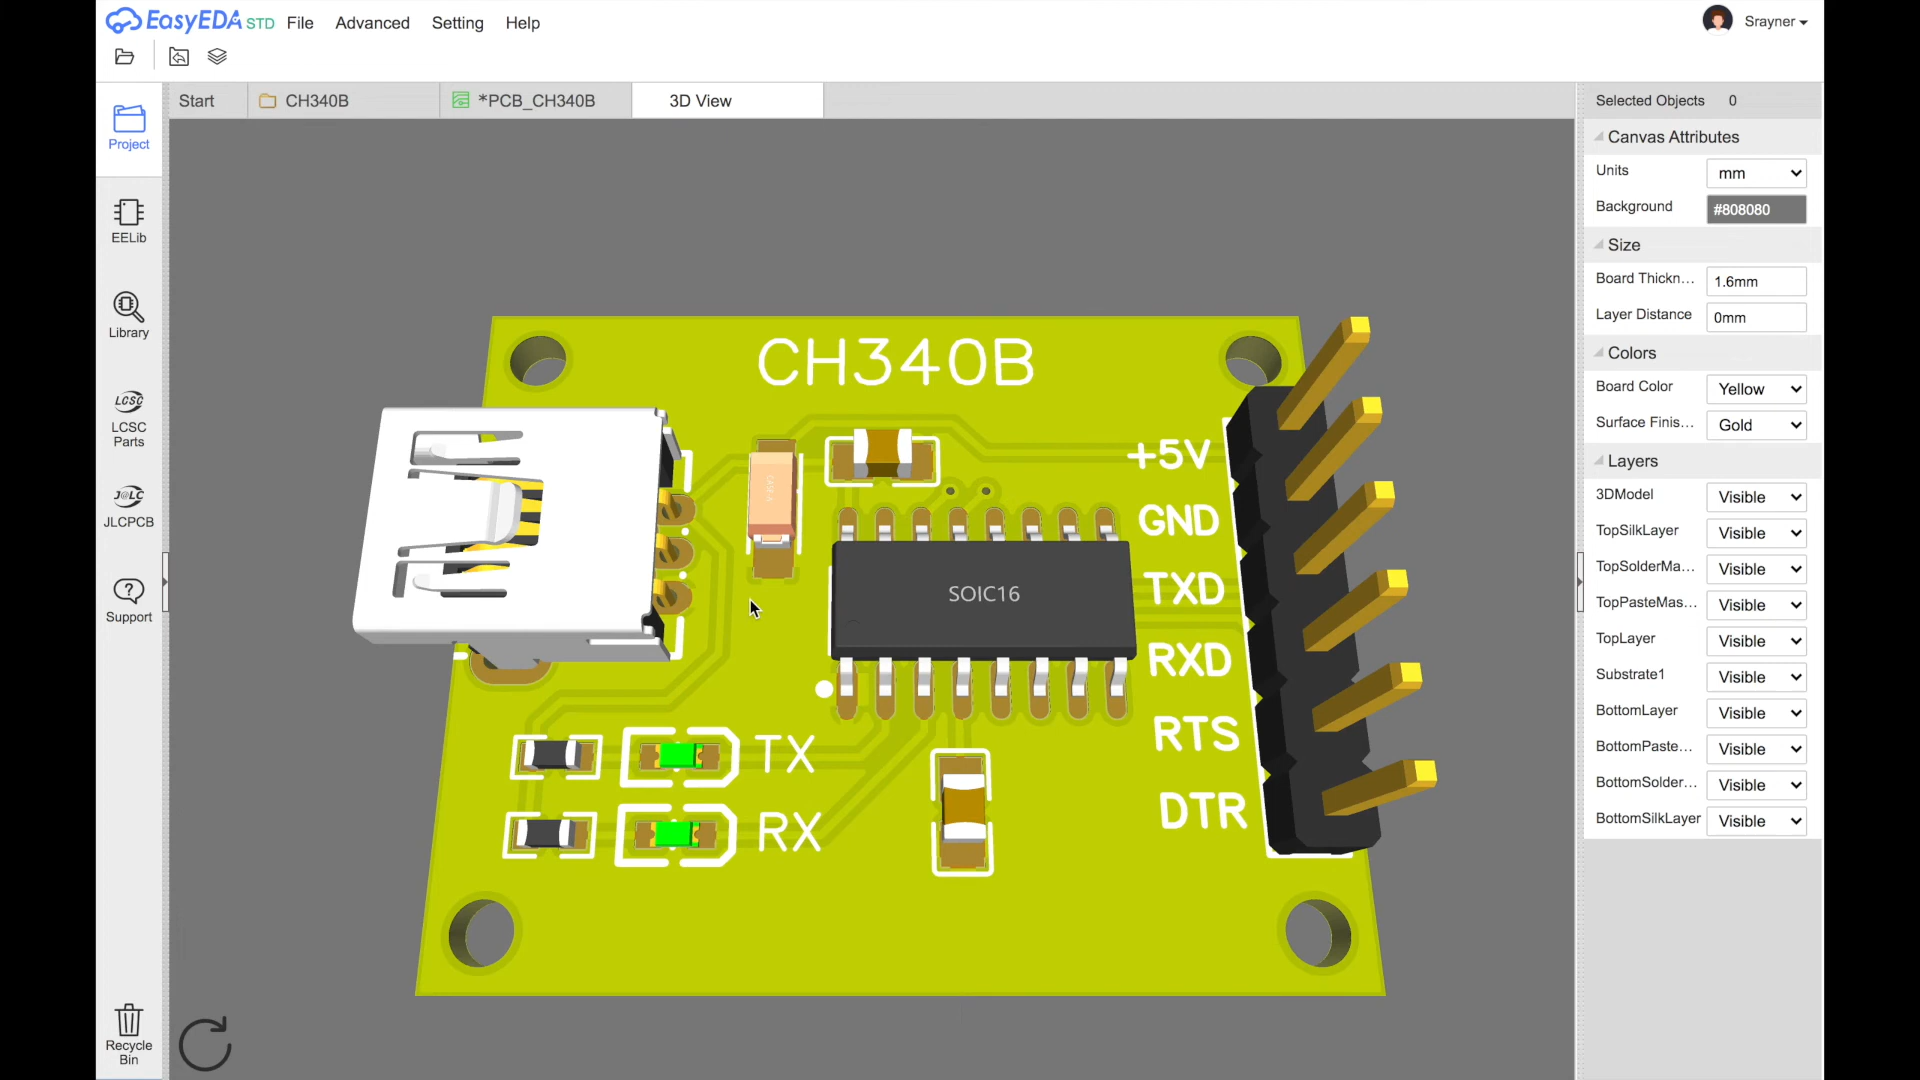 EasyEDA STD File Advanced Setting Help Srayner
Start CH340B *PCB_CH340B 3D View
Project
EELib
Library
LCSC
LCSC
Parts
J@LC
JLCPCB
Support
Recycle
Bin
CH340B
+5V
GND
TXD
RXD
RTS
DTR
SOIC16
TX
RX
Selected Objects 0
Canvas Attributes
Units mm
Background #808080
Size
Board Thickn... 1.6mm
Layer Distance 0mm
Colors
Board Color Yellow
Surface Finis... Gold
Layers
3DModel Visible
TopSilkLayer Visible
TopSolderMa... Visible
TopPasteMas... Visible
TopLayer Visible
Substrate1 Visible
BottomLayer Visible
BottomPaste... Visible
BottomSolder... Visible
BottomSilkLayer Visible